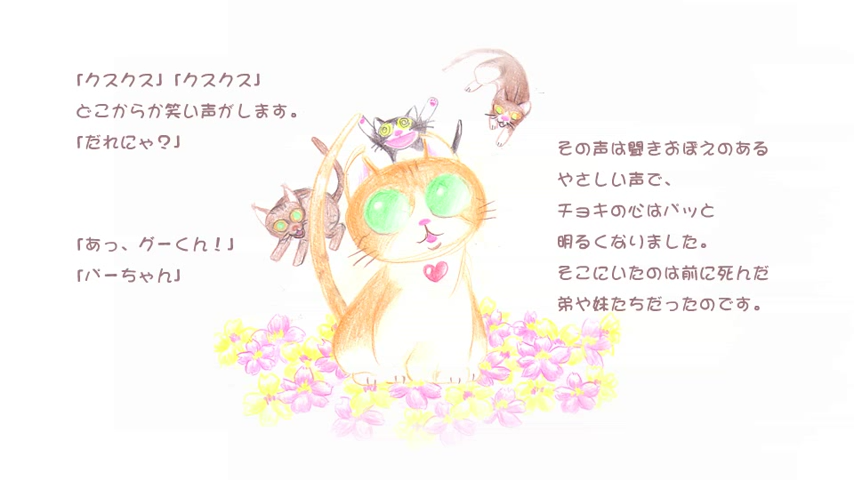 「クスクス」「クスクス」
どこからか笑い声がします。
「だれにゃ？」
「あっ、グーくん！」
「パーちゃん」
その声は聞きおぼえのある
やさしい声で、
チョキの心はパッと
明るくなりました。
そこにいたのは前に死んだ
弟や妹たちだったのです。